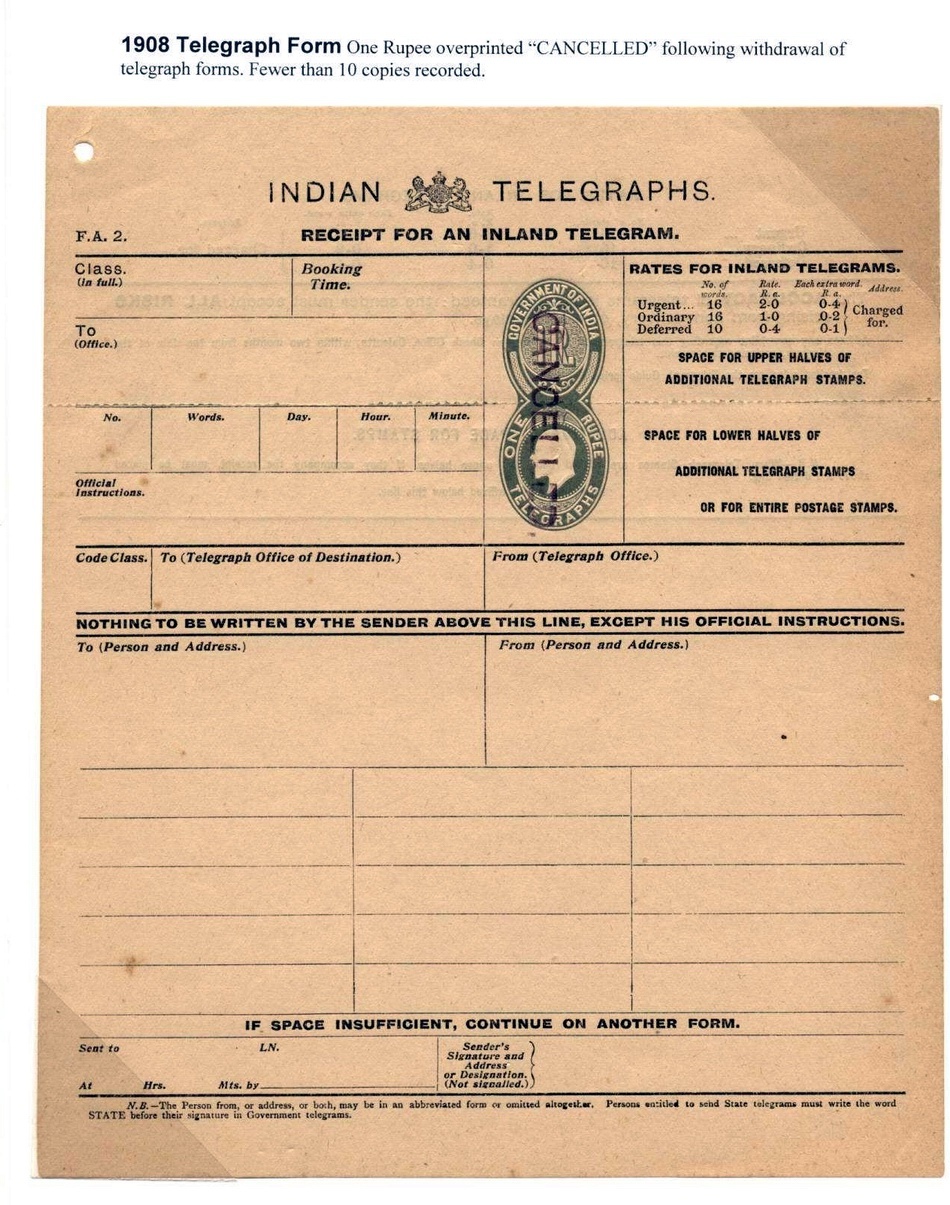 1908 Telegraph Form One Rupee overprinted “CANCELLED” following withdrawal of
telegraph forms. Fewer than 10 copies recorded.
INDIAN TELEGRAPHS.
F.A. 2.
RECEIPT FOR AN INLAND TELEGRAM.
Class.
(in full.)
Booking
Time.
To
(Office.)
GOVERNMENT OF INDIA
ONE RUPEE
TELEGRAPHS
RATES FOR INLAND TELEGRAMS.
No. of words. Rate. R. a. Each extra word. R. a. Address.
Urgent... 16 2-0 0-4
Ordinary 16 1-0 0-2
Deferred 10 0-4 0-1
Charged
for.
SPACE FOR UPPER HALVES OF
ADDITIONAL TELEGRAPH STAMPS.
No. Words. Day. Hour. Minute.
SPACE FOR LOWER HALVES OF
ADDITIONAL TELEGRAPH STAMPS
OR FOR ENTIRE POSTAGE STAMPS.
Official
Instructions.
Code Class. To (Telegraph Office of Destination.) From (Telegraph Office.)
NOTHING TO BE WRITTEN BY THE SENDER ABOVE THIS LINE, EXCEPT HIS OFFICIAL INSTRUCTIONS.
To (Person and Address.) From (Person and Address.)
IF SPACE INSUFFICIENT, CONTINUE ON ANOTHER FORM.
Sent to LN.
At Hrs. Mts. by
Sender's
Signature and
Address
or Designation.
(Not signalled.)
N.B.—The Person from, or address, or both, may be in an abbreviated form or omitted altogether. Persons entitled to send State telegrams must write the word
STATE before their signature in Government telegrams.